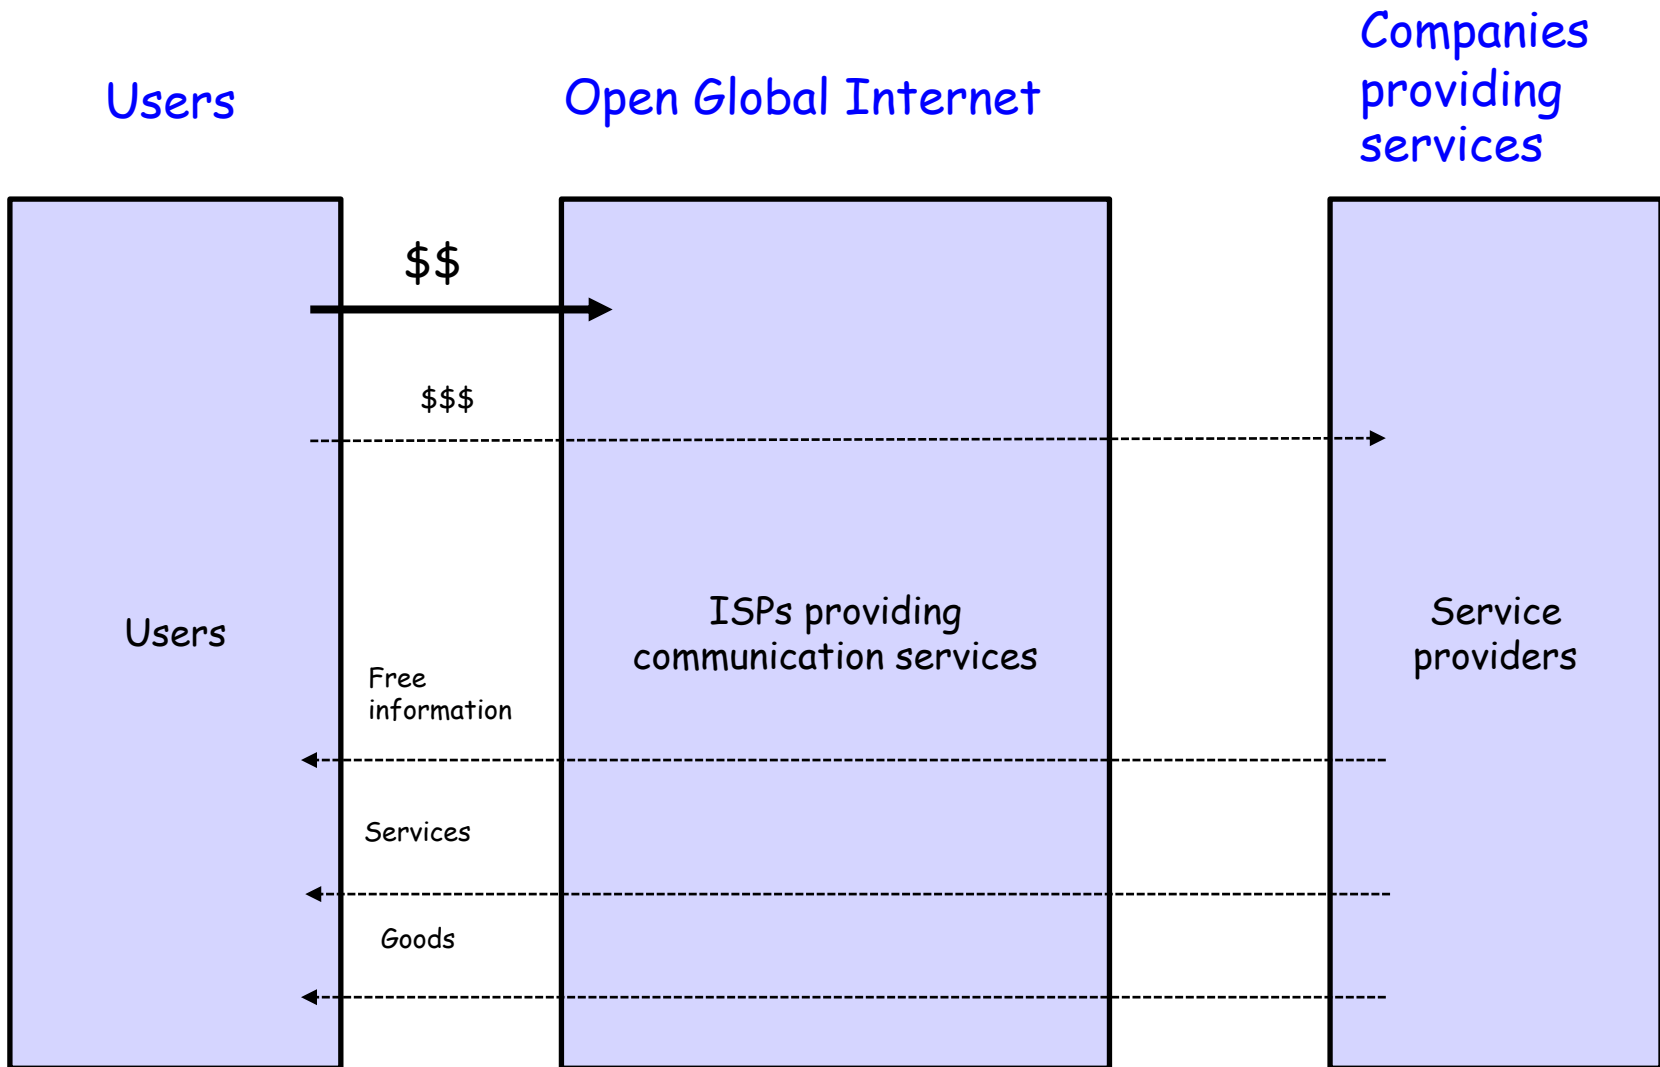 Users
Open Global Internet
Companies
providing
services
$$
$$$
Users
ISPs providing
communication services
Service
providers
Free
information
Services
Goods